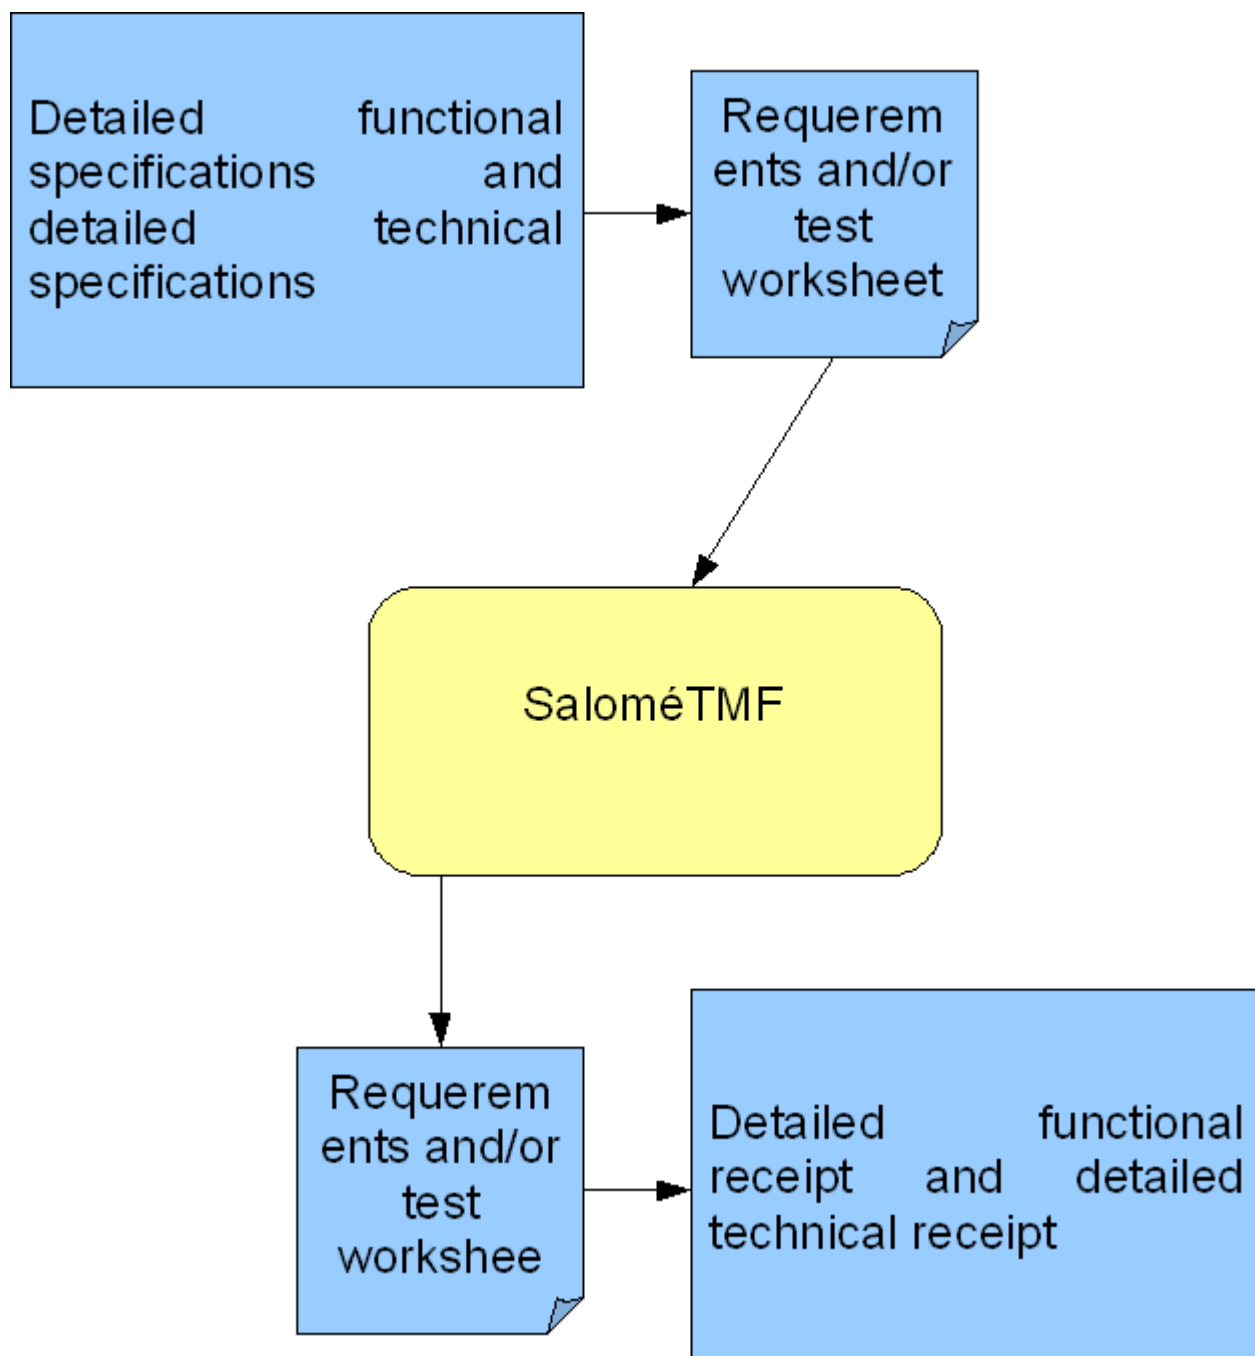 Detailed functional
specifications and
detailed technical
specifications
Requerem
ents and/or
test
worksheet
SaloméTMF
Requerem
ents and/or
test
workshee
Detailed functional
receipt and detailed
technical receipt